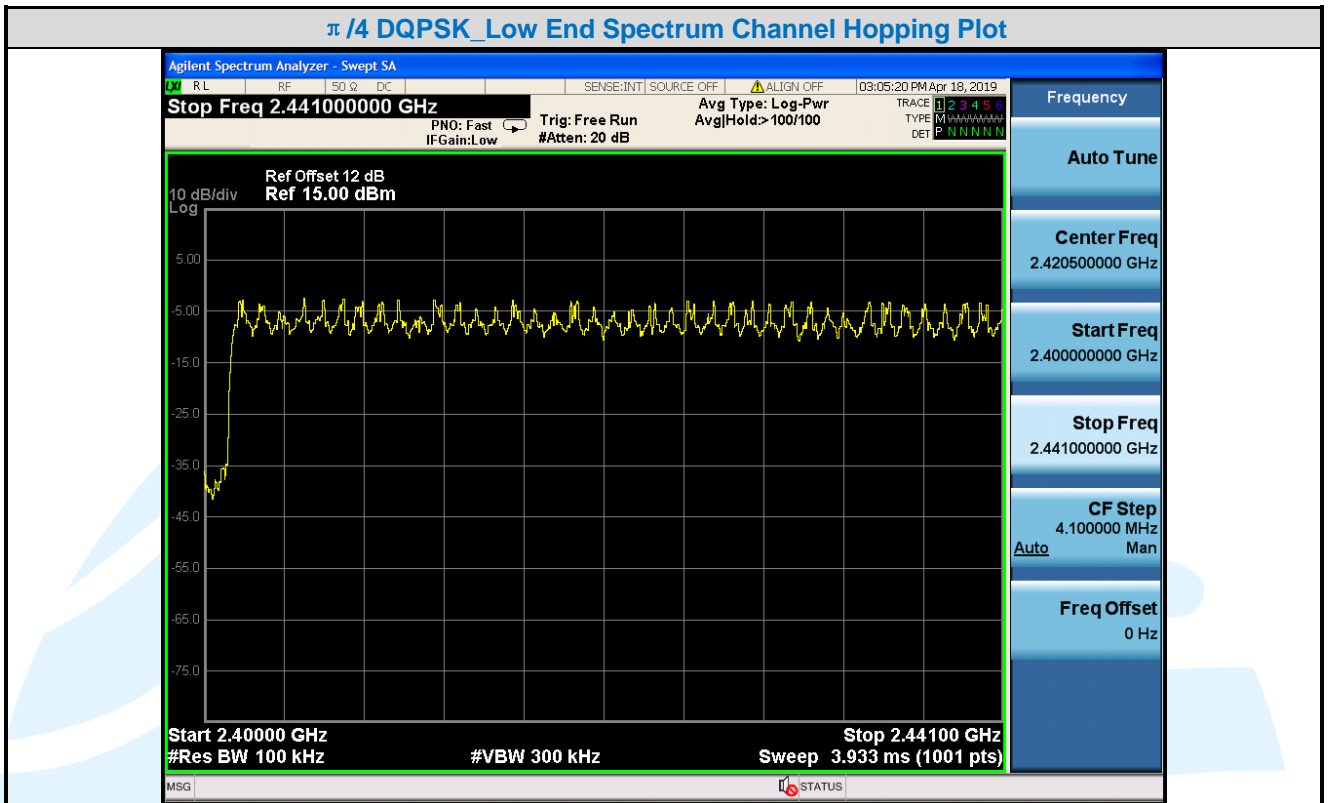 π/4 DQPSK_Low End Spectrum Channel Hopping Plot
Agilent Spectrum Analyzer - Swept SA
LXI RL RF 50 Ω DC SENSE:INT SOURCE OFF ALIGN OFF 03:05:20 PM Apr 18, 2019
Stop Freq 2.441000000 GHz
PNO: Fast
IFGain:Low
Trig: Free Run
#Atten: 20 dB
Avg Type: Log-Pwr
Avg|Hold:>100/100
TRACE 1 2 3 4 5 6
TYPE M
DET P N N N N N
Ref Offset 12 dB
10 dB/div Ref 15.00 dBm
Log
5.00
-5.00
-15.0
-25.0
-35.0
-45.0
-55.0
-65.0
-75.0
Start 2.40000 GHz Stop 2.44100 GHz
#Res BW 100 kHz #VBW 300 kHz Sweep 3.933 ms (1001 pts)
MSG STATUS
Frequency
Auto Tune
Center Freq
2.420500000 GHz
Start Freq
2.400000000 GHz
Stop Freq
2.441000000 GHz
CF Step
4.100000 MHz
Auto Man
Freq Offset
0 Hz